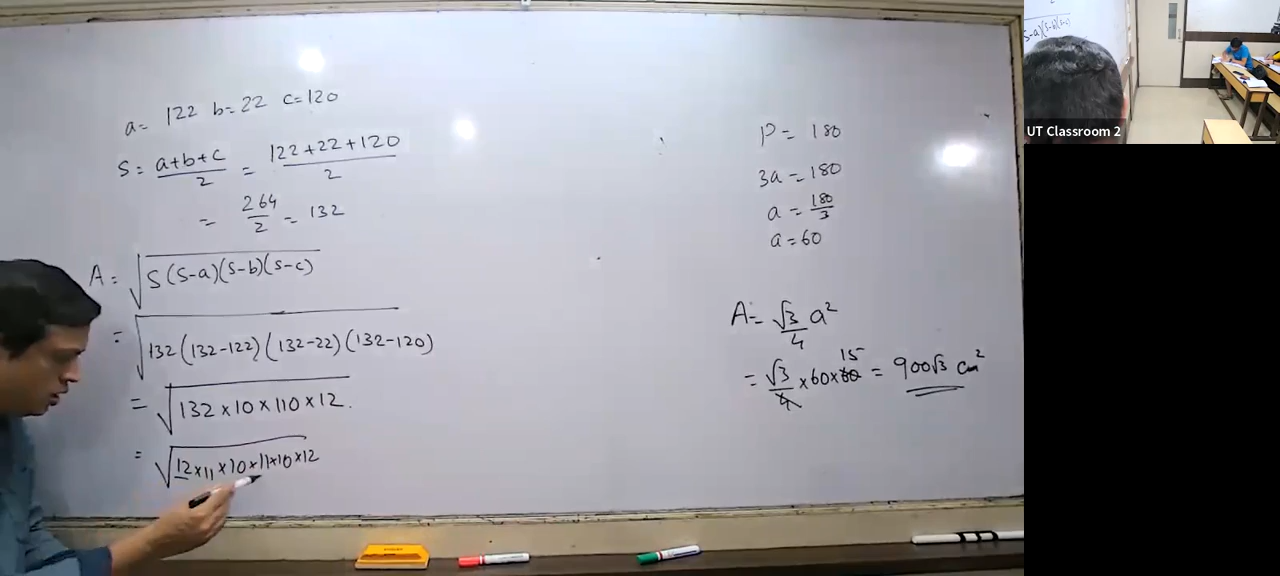 a= 122 b=22 c=120
S = a+b+c/2 = 122+22+120/2
= 264/2 = 132
A = √S(S-a)(S-b)(S-c)
= √132(132-122)(132-22)(132-120)
= √132×10×110×12.
= √12×11×10×11×10×12
P = 180
3a = 180
a = 180/3
a = 60
A = √3/4 a²
= √3/4 ×60×60 15 = 900√3 cm²
UT Classroom 2